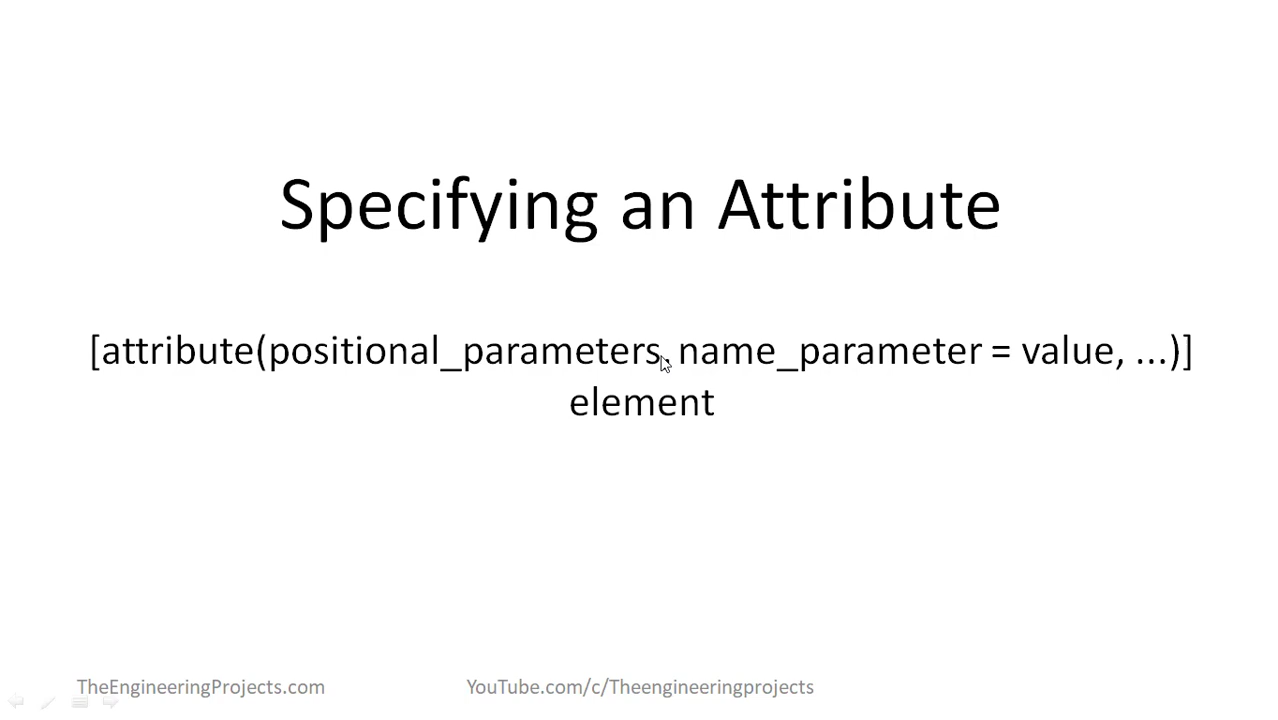 Specifying an Attribute
[attribute(positional_parameters, name_parameter = value, ...)]
element
TheEngineeringProjects.com
YouTube.com/c/Theengineeringprojects